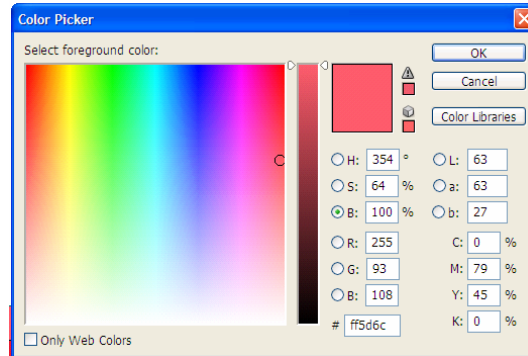 Color Picker
Select foreground color:
OK
Cancel
Color Libraries
H: 354 °
L: 63
S: 64 %
a: 63
B: 100 %
b: 27
R: 255
C: 0 %
G: 93
M: 79 %
B: 108
Y: 45 %
# ff5d6c
K: 0 %
Only Web Colors